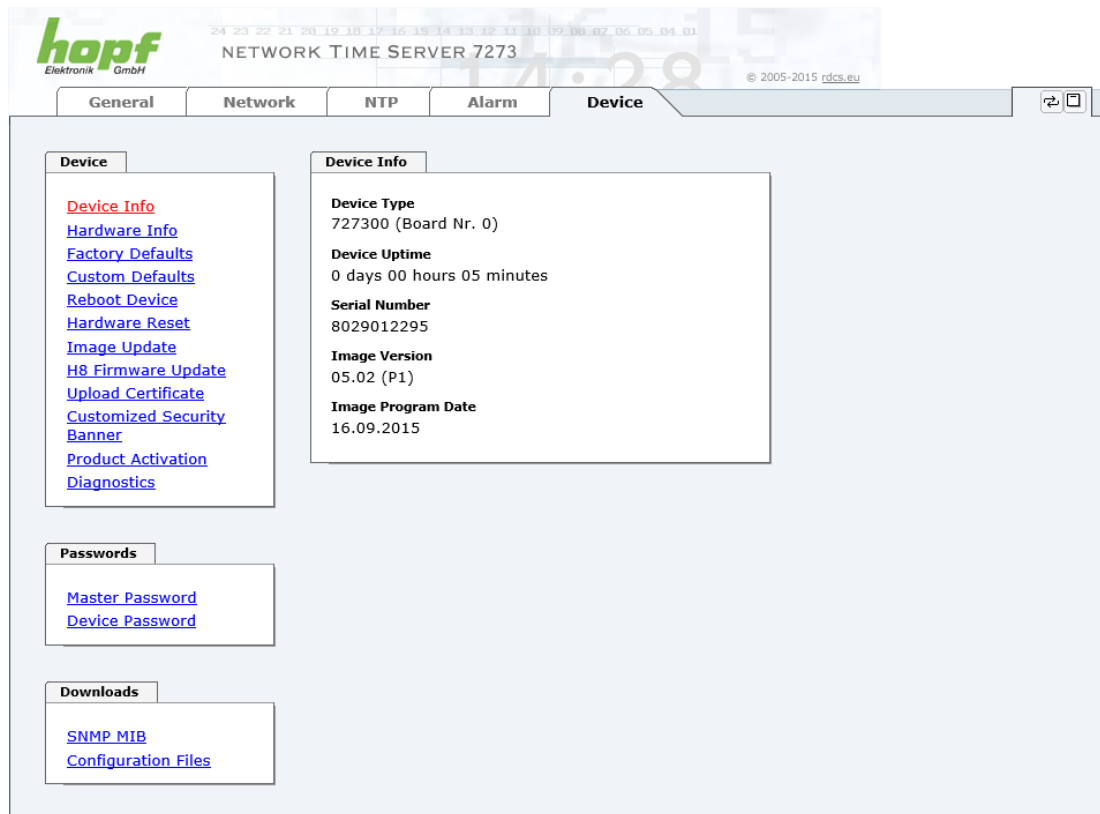 hopf
Elektronik GmbH
24 23 22 21 20 19 18 17 16 15 14 13 12 11 10 09 08 07 06 05 04 01
NETWORK TIME SERVER 7273
14:28
© 2005-2015 rdcs.eu
General Network NTP Alarm Device
Device
Device Info
Hardware Info
Factory Defaults
Custom Defaults
Reboot Device
Hardware Reset
Image Update
H8 Firmware Update
Upload Certificate
Customized Security
Banner
Product Activation
Diagnostics
Device Info
Device Type
727300 (Board Nr. 0)
Device Uptime
0 days 00 hours 05 minutes
Serial Number
8029012295
Image Version
05.02 (P1)
Image Program Date
16.09.2015
Passwords
Master Password
Device Password
Downloads
SNMP MIB
Configuration Files